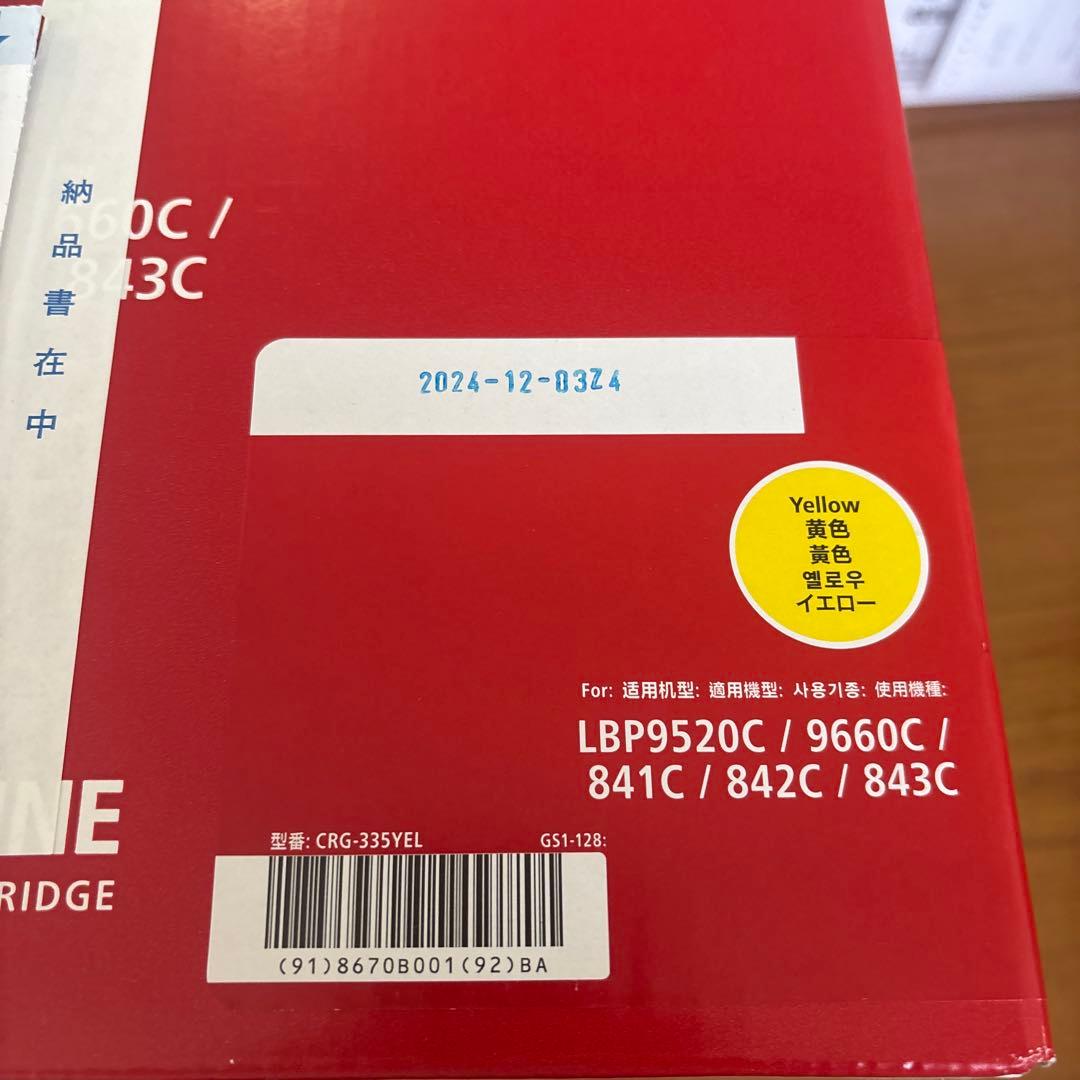 納品書在中
660C /
843C
2024-12-03Z4
Yellow
黄色
黃色
옐로우
イエロー
For: 适用机型: 適用機型: 사용기종: 使用機種:
LBP9520C / 9660C /
841C / 842C / 843C
NE
RIDGE
型番: CRG-335YEL
GS1-128:
(91)8670B001(92)BA